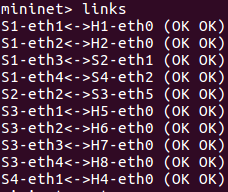 mininet> links
S1-eth1<->H1-eth0 (OK OK)
S1-eth2<->H2-eth0 (OK OK)
S1-eth3<->S2-eth1 (OK OK)
S1-eth4<->S4-eth2 (OK OK)
S2-eth2<->S3-eth5 (OK OK)
S3-eth1<->H5-eth0 (OK OK)
S3-eth2<->H6-eth0 (OK OK)
S3-eth3<->H7-eth0 (OK OK)
S3-eth4<->H8-eth0 (OK OK)
S4-eth1<->H4-eth0 (OK OK)